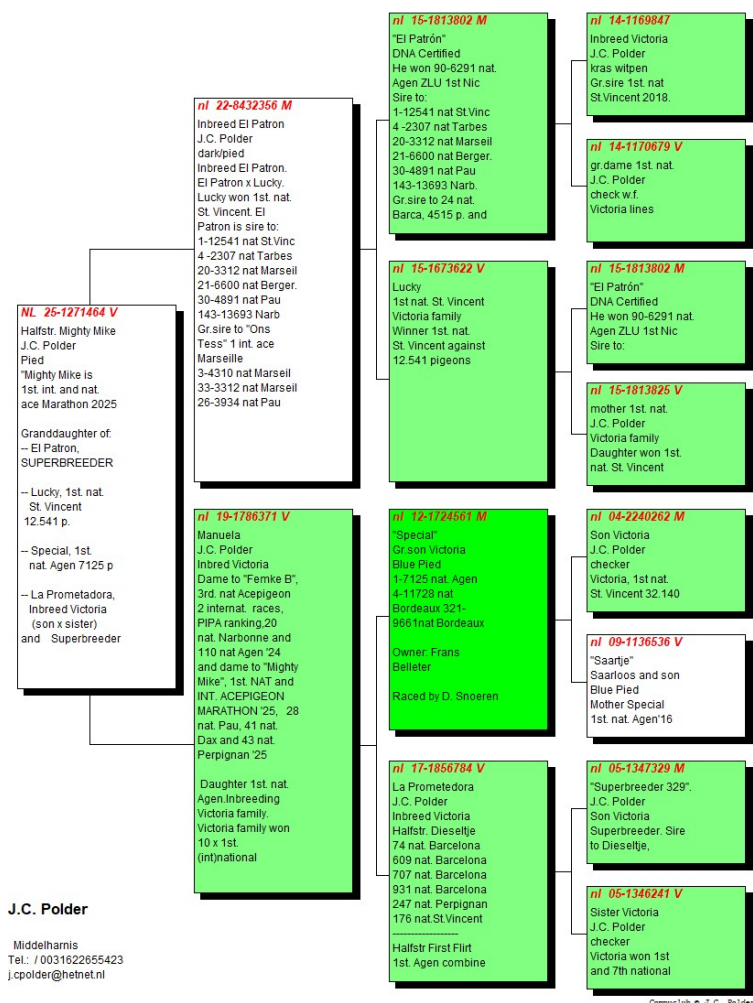 NL 25-1271464 V
Halfstr. Mighty Mike
J.C. Polder
Pied
"Mighty Mike is
1st. int. and nat.
ace Marathon 2025
Granddaughter of:
-- El Patron,
SUPERBREEDER
-- Lucky, 1st. nat.
St. Vincent
12.541 p.
-- Special, 1st.
nat. Agen 7125 p
-- La Prometadora,
Inbreed Victoria
(son x sister)
and Superbreeder
nl 22-8432356 M
Inbreed El Patron
J.C. Polder
dark/pied
Inbreed El Patron.
El Patron x Lucky.
Lucky won 1st. nat.
St. Vincent. El
Patron is sire to:
1-12541 nat St.Vinc
4 -2307 nat Tarbes
20-3312 nat Marseil
21-6600 nat Berger.
30-4891 nat Pau
143-13693 Narb
Gr.sire to "Ons
Tess" 1 int. ace
Marseille
3-4310 nat Marseil
33-3312 nat Marseil
26-3934 nat Pau
nl 19-1786371 V
Manuela
J.C. Polder
Inbred Victoria
Dame to "Femke B",
3rd. nat Acepigeon
2 internat. races,
PIPA ranking,20
nat. Narbonne and
110 nat Agen '24
and dame to "Mighty
Mike", 1st. NAT and
INT. ACEPIGEON
MARATHON '25, 28
nat. Pau, 41 nat.
Dax and 43 nat.
Perpignan '25
Daughter 1st. nat.
Agen.Inbreeding
Victoria family.
Victoria family won
10 x 1st.
(int)national
nl 15-1813802 M
"El Patrón"
DNA Certified
He won 90-6291 nat.
Agen ZLU 1st Nic
Sire to:
1-12541 nat St.Vinc
4 -2307 nat Tarbes
20-3312 nat Marseil
21-6600 nat Berger.
30-4891 nat Pau
143-13693 Narb.
Gr.sire to 24 nat.
Barca, 4515 p. and
nl 15-1673622 V
Lucky
1st nat. St. Vincent
Victoria family
Winner 1st. nat.
St. Vincent against
12.541 pigeons
nl 12-1724561 M
"Special"
Gr.son Victoria
Blue Pied
1-7125 nat. Agen
4-11728 nat
Bordeaux 321-
9661nat Bordeaux
Owner: Frans
Belleter
Raced by D. Snoeren
nl 17-1856784 V
La Prometedora
J.C. Polder
Inbreed Victoria
Halfstr. Dieseltje
74 nat. Barcelona
609 nat. Barcelona
707 nat. Barcelona
931 nat. Barcelona
247 nat. Perpignan
176 nat.St.Vincent
------------------
Halfstr First Flirt
1st. Agen combine
nl 14-1169847
Inbreed Victoria
J.C. Polder
kras witpen
Gr.sire 1st. nat
St.Vincent 2018.
nl 14-1170679 V
gr.dame 1st. nat.
J.C. Polder
check w.f.
Victoria lines
nl 15-1813802 M
"El Patrón"
DNA Certified
He won 90-6291 nat.
Agen ZLU 1st Nic
Sire to:
nl 15-1813825 V
mother 1st. nat.
J.C. Polder
Victoria family
Daughter won 1st.
nat. St. Vincent
nl 04-2240262 M
Son Victoria
J.C. Polder
checker
Victoria, 1st nat.
St. Vincent 32.140
nl 09-1136536 V
"Saartje"
Saarloos and son
Blue Pied
Mother Special
1st. nat. Agen'16
nl 05-1347329 M
"Superbreeder 329".
J.C. Polder
Son Victoria
Superbreeder. Sire
to Dieseltje,
nl 05-1346241 V
Sister Victoria
J.C. Polder
checker
Victoria won 1st
and 7th national
J.C. Polder
Middelharnis
Tel.: / 0031622655423
j.cpolder@hetnet.nl
Compuclub © J.C. Polder